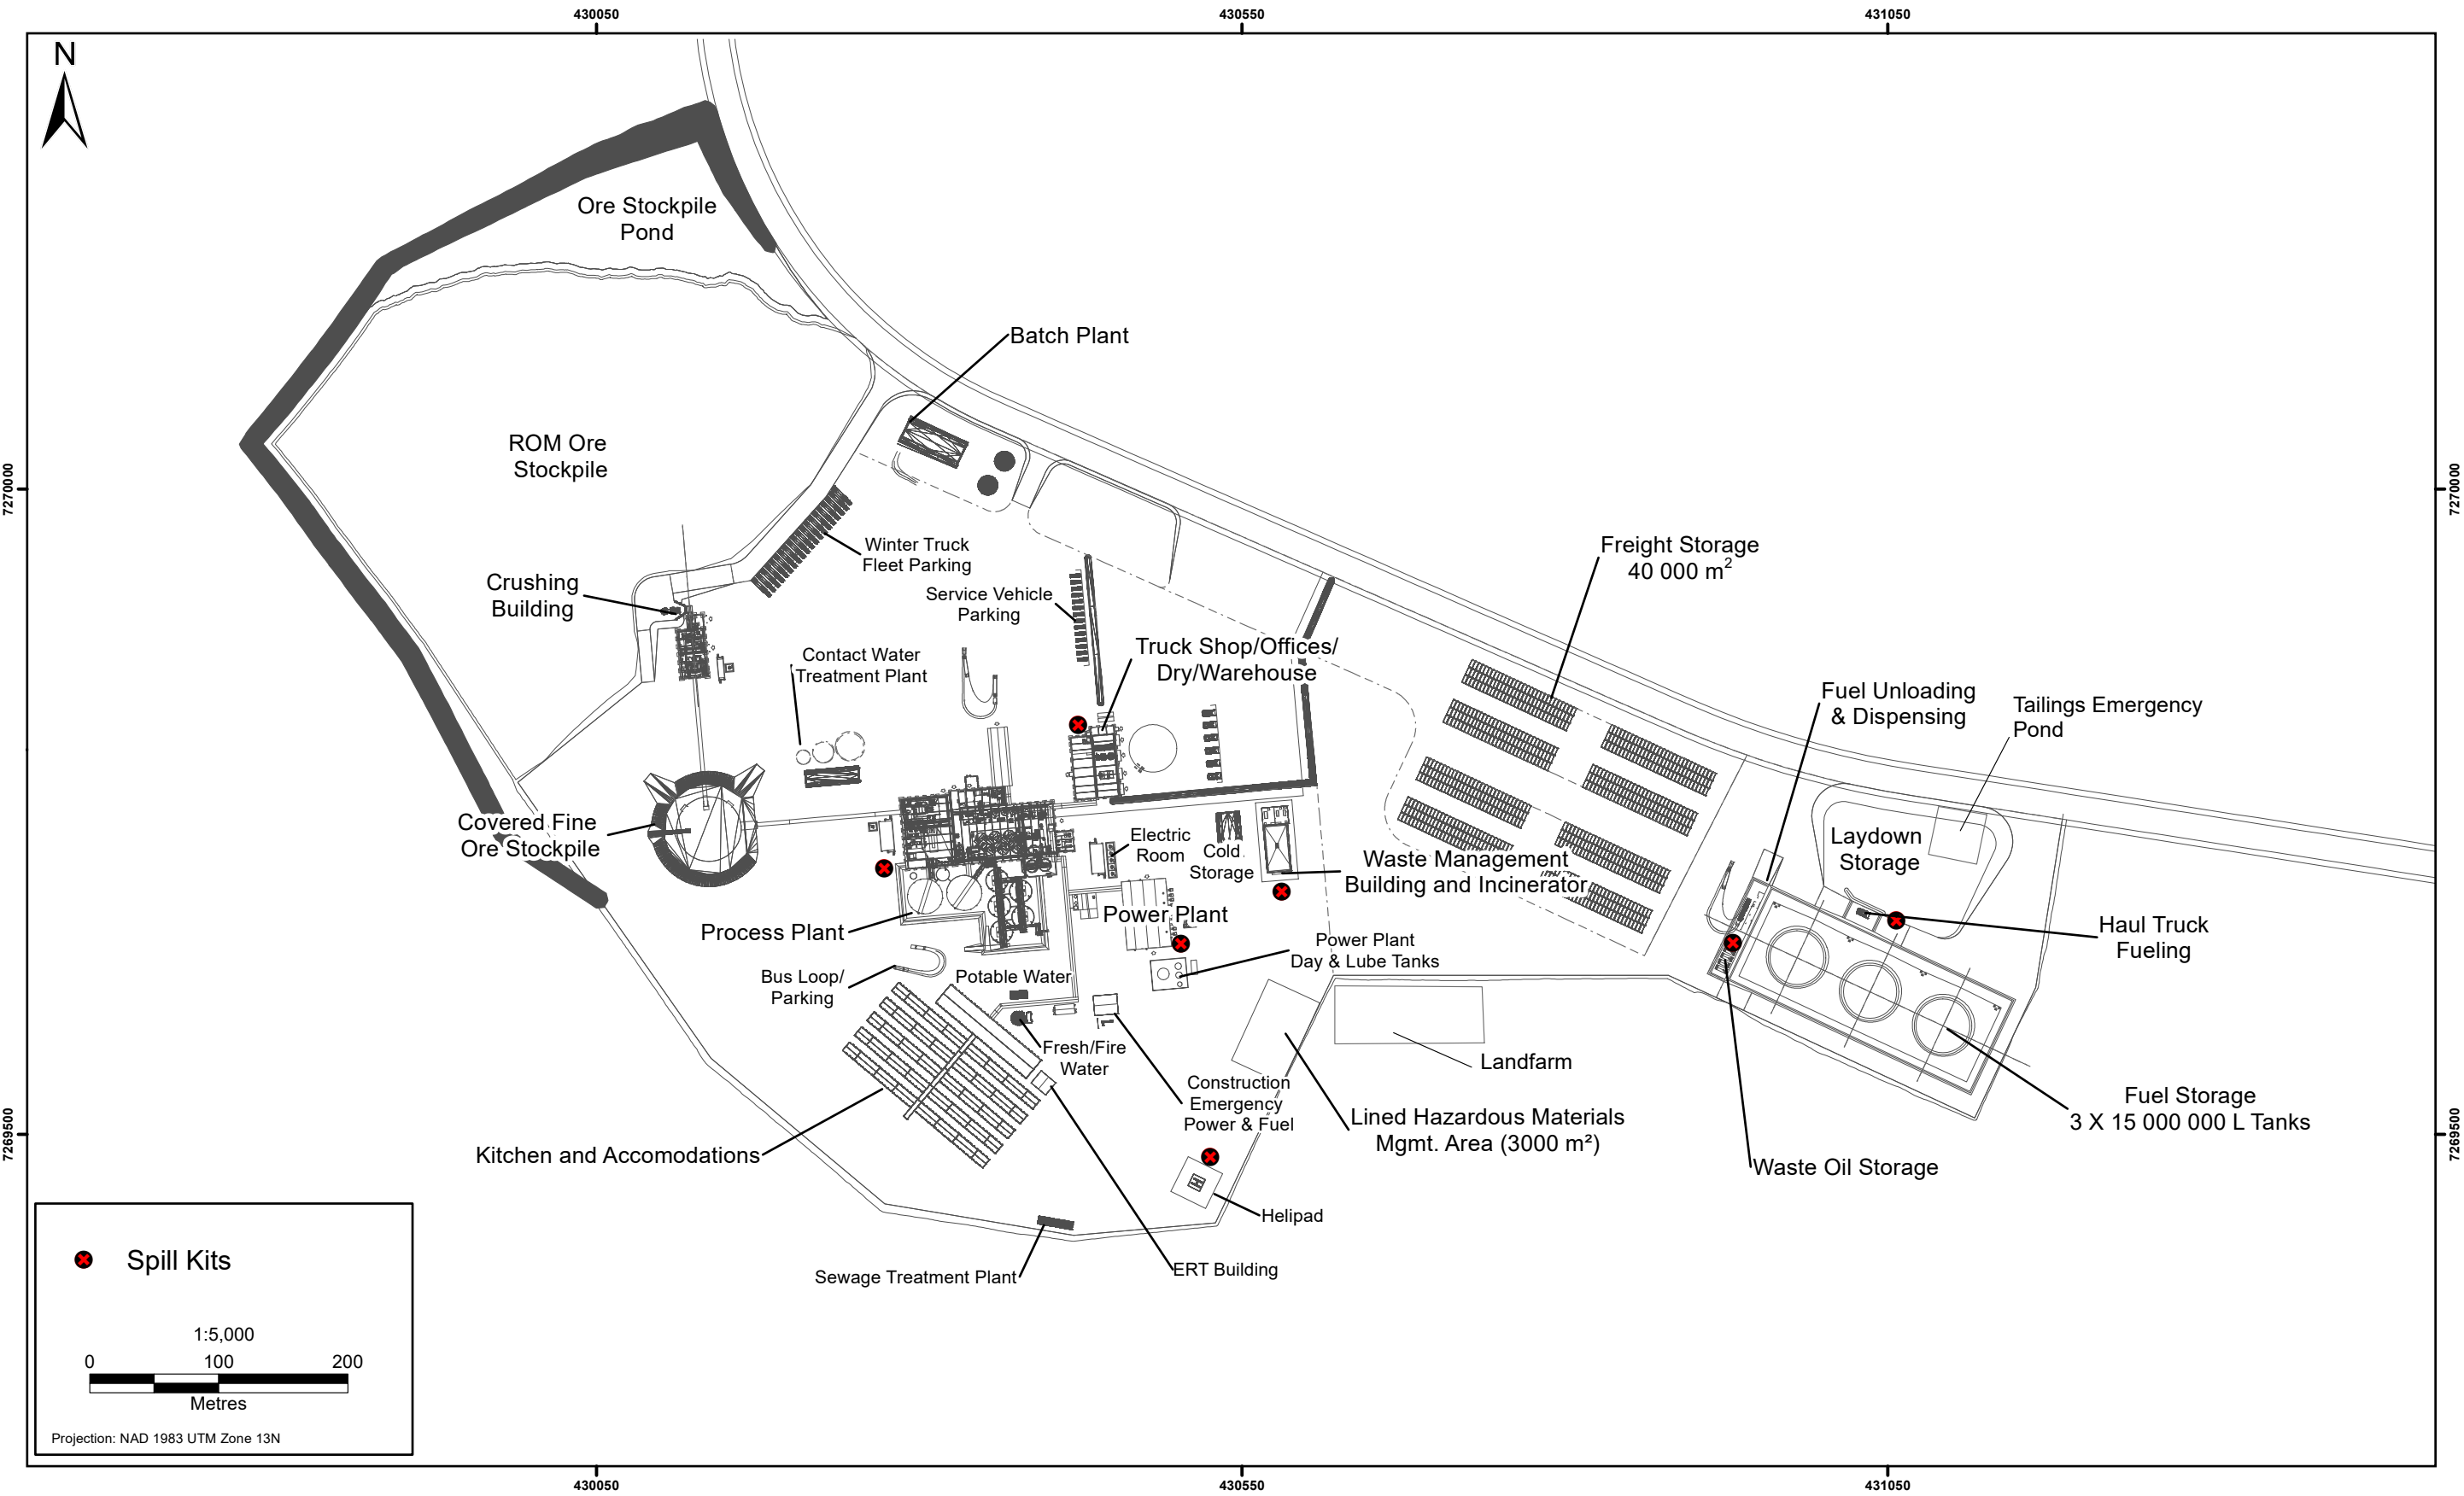 430050
430550
431050
N
Ore Stockpile
Pond
Batch Plant
ROM Ore
Stockpile
7270000
7270000
Winter Truck
Fleet Parking
Freight Storage
40 000 m²
Crushing
Building
Service Vehicle
Parking
Contact Water
Treatment Plant
Truck Shop/Offices/
Dry/Warehouse
Fuel Unloading
& Dispensing
Tailings Emergency
Pond
Covered Fine
Ore Stockpile
Electric
Room
Cold
Storage
Waste Management
Building and Incinerator
Laydown
Storage
Process Plant
Power Plant
Haul Truck
Fueling
Power Plant
Day & Lube Tanks
Bus Loop/
Parking
Potable Water
Fresh/Fire
Water
Landfarm
Construction
Emergency
Power & Fuel
Lined Hazardous Materials
Mgmt. Area (3000 m²)
Fuel Storage
3 X 15 000 000 L Tanks
7269500
7269500
Kitchen and Accomodations
Waste Oil Storage
H
Helipad
ERT Building
Sewage Treatment Plant
Spill Kits
1:5,000
0 100 200
Metres
Projection: NAD 1983 UTM Zone 13N
430050
430550
431050